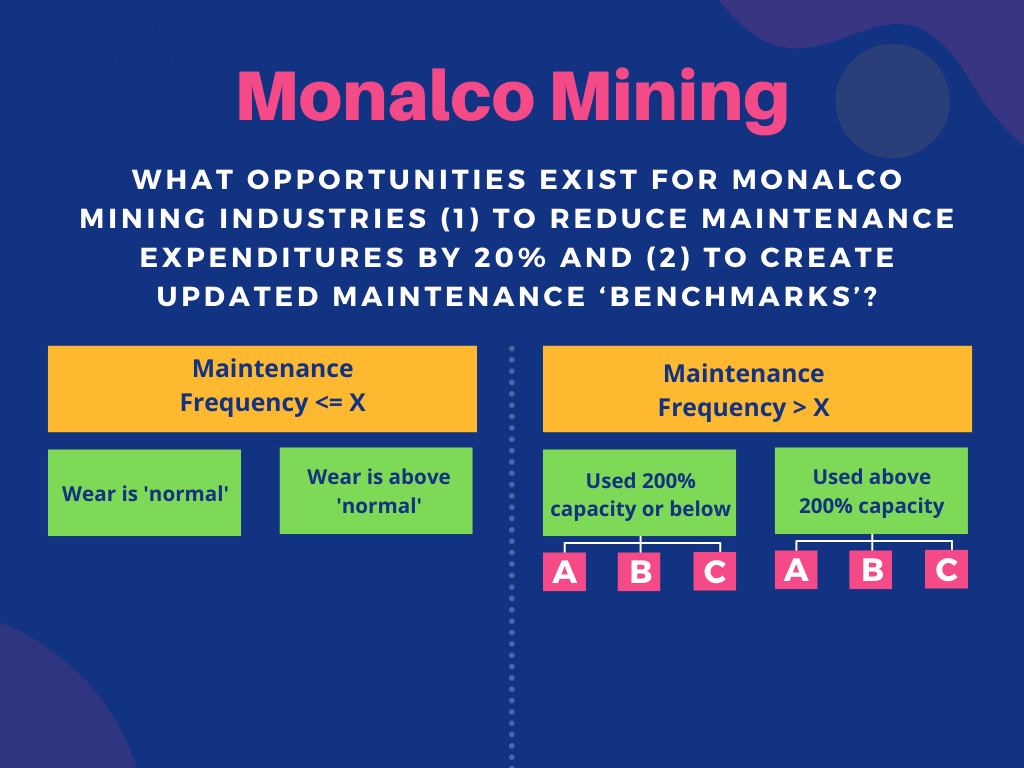 Monalco Mining
WHAT OPPORTUNITIES EXIST FOR MONALCO
MINING INDUSTRIES (1) TO REDUCE MAINTENANCE
EXPENDITURES BY 20% AND (2) TO CREATE
UPDATED MAINTENANCE ‘BENCHMARKS’?
Maintenance
Frequency <= X
Wear is 'normal'
Wear is above
'normal'
Maintenance
Frequency > X
Used 200%
capacity or below
A B C
Used above
200% capacity
A B C